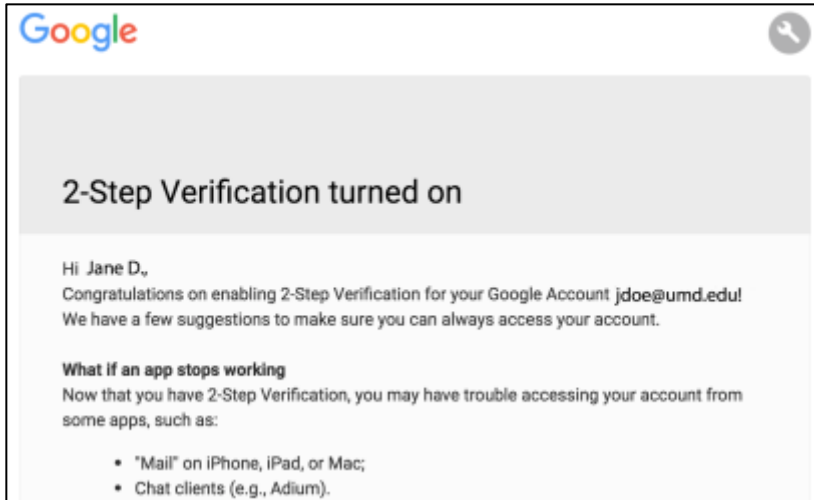 Google
2-Step Verification turned on
Hi Jane D.,
Congratulations on enabling 2-Step Verification for your Google Account jdoe@umd.edu!
We have a few suggestions to make sure you can always access your account.
What if an app stops working
Now that you have 2-Step Verification, you may have trouble accessing your account from
some apps, such as:
• "Mail" on iPhone, iPad, or Mac;
• Chat clients (e.g., Adium).